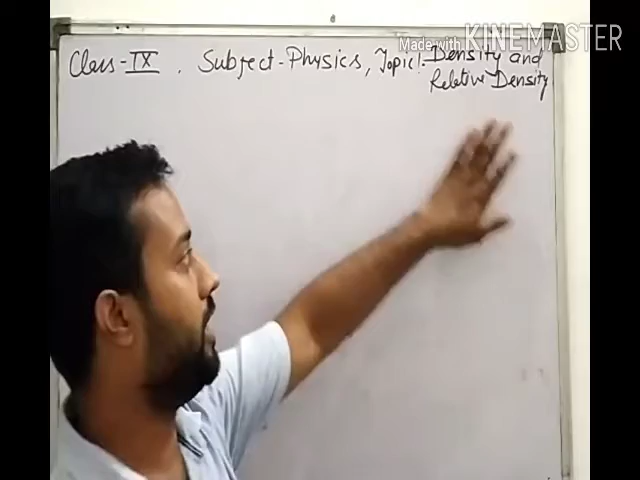 Made with KINEMASTER
Class-IX. Subject-Physics, Topic:- Density and
Relative Density